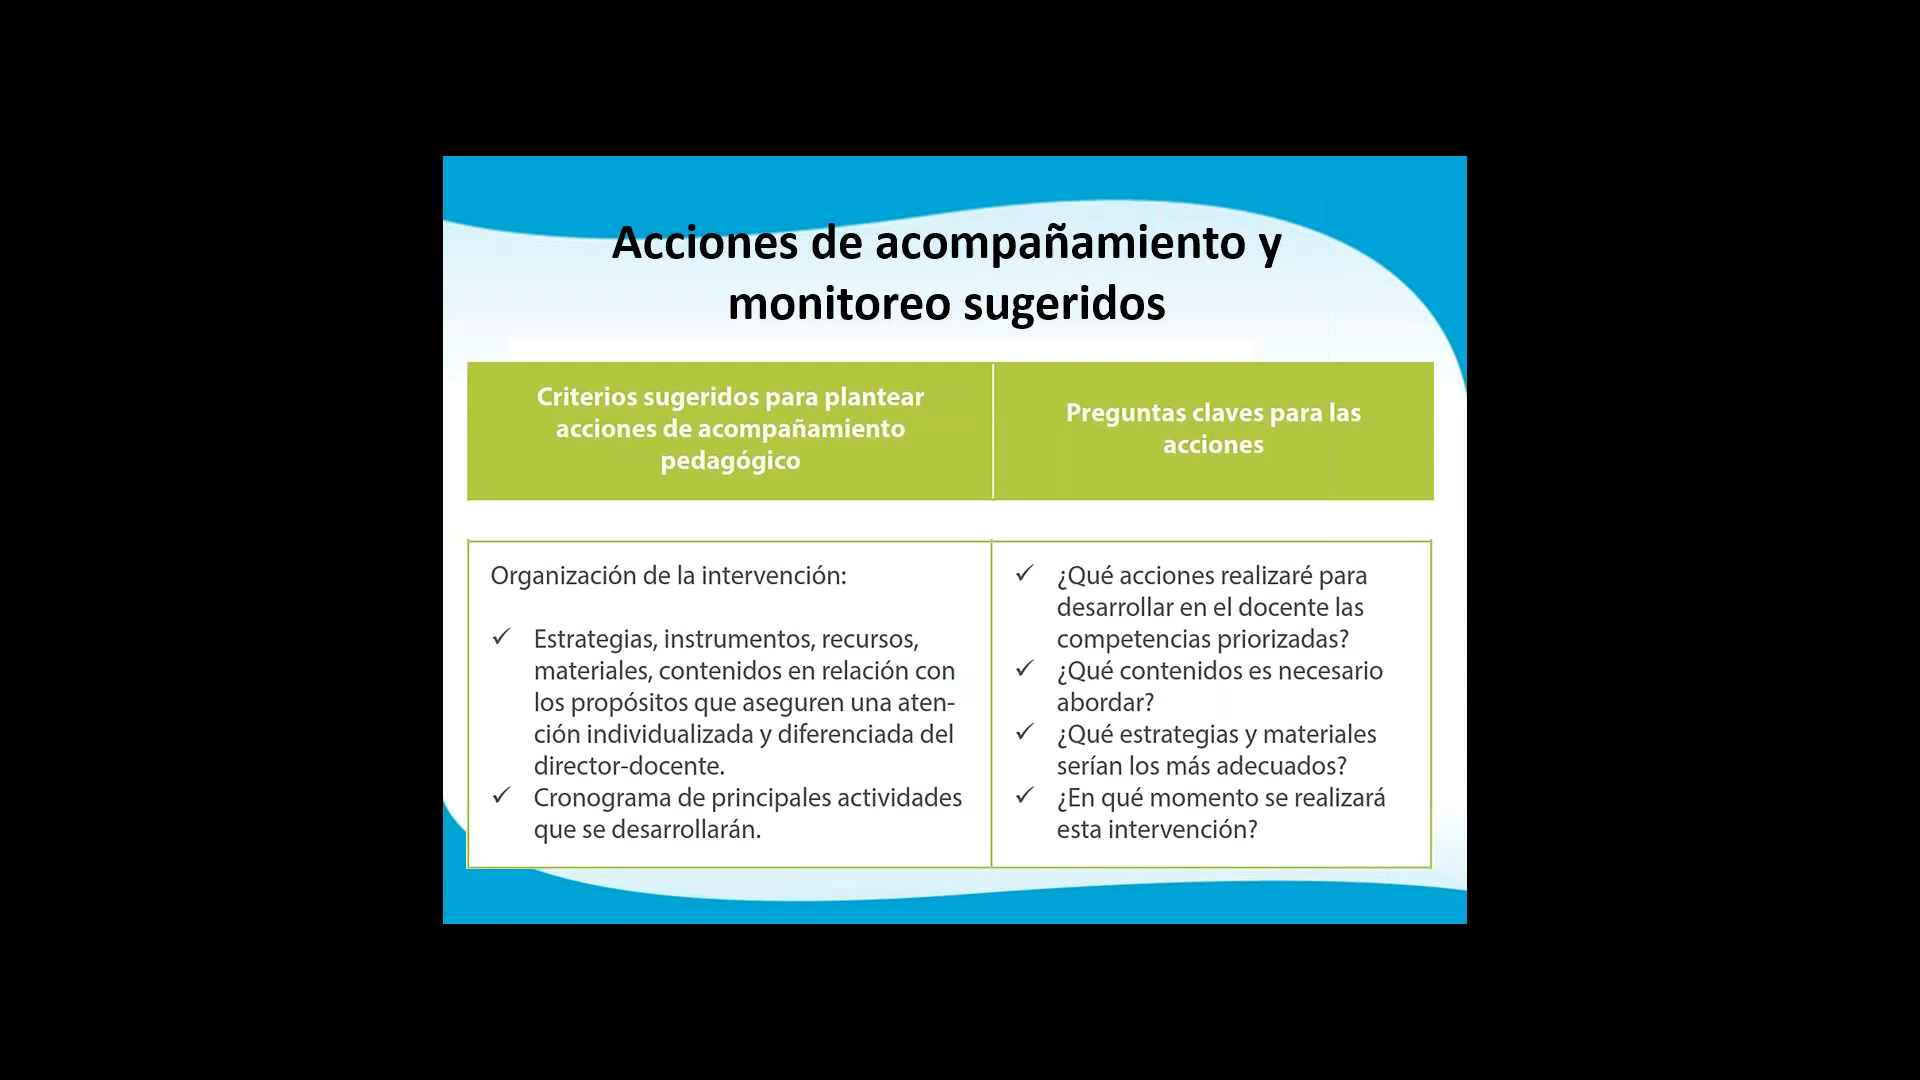 Acciones de acompañamiento y
monitoreo sugeridos
Criterios sugeridos para plantear
acciones de acompañamiento
pedagógico
Preguntas claves para las
acciones
Organización de la intervención:
✓ Estrategias, instrumentos, recursos,
materiales, contenidos en relación con
los propósitos que aseguren una aten-
ción individualizada y diferenciada del
director-docente.
✓ Cronograma de principales actividades
que se desarrollarán.
✓ ¿Qué acciones realizaré para
desarrollar en el docente las
competencias priorizadas?
✓ ¿Qué contenidos es necesario
abordar?
✓ ¿Qué estrategias y materiales
serían los más adecuados?
✓ ¿En qué momento se realizará
esta intervención?